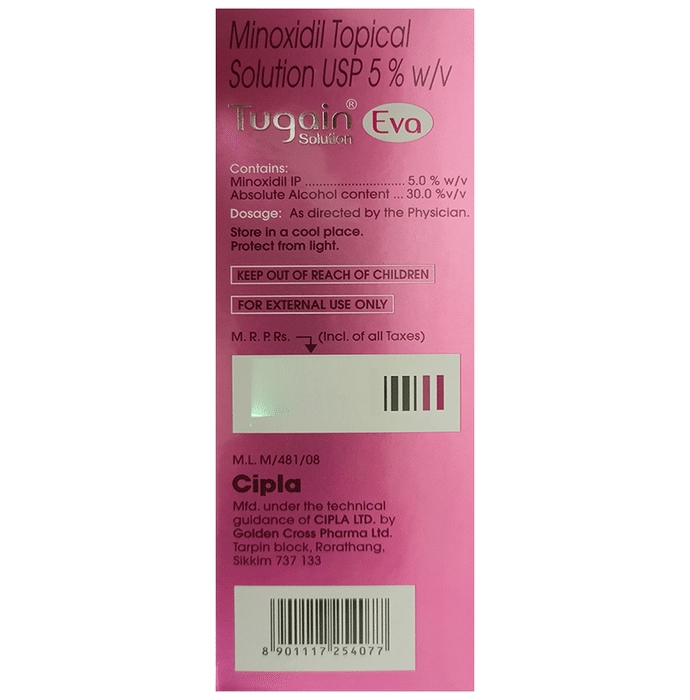 Minoxidil Topical
Solution USP 5 % w/v
Tugain® Eva
Solution
Contains:
Minoxidil IP ............................ 5.0 % w/v
Absolute Alcohol content ... 30.0 %v/v
Dosage: As directed by the Physician.
Store in a cool place.
Protect from light.
KEEP OUT OF REACH OF CHILDREN
FOR EXTERNAL USE ONLY
M. R. P. Rs. (Incl. of all Taxes)
M.L. M/481/08
Cipla
Mfd. under the technical
guidance of CIPLA LTD. by
Golden Cross Pharma Ltd.
Tarpin block, Rorathang,
Sikkim 737 133
8 901117 254077